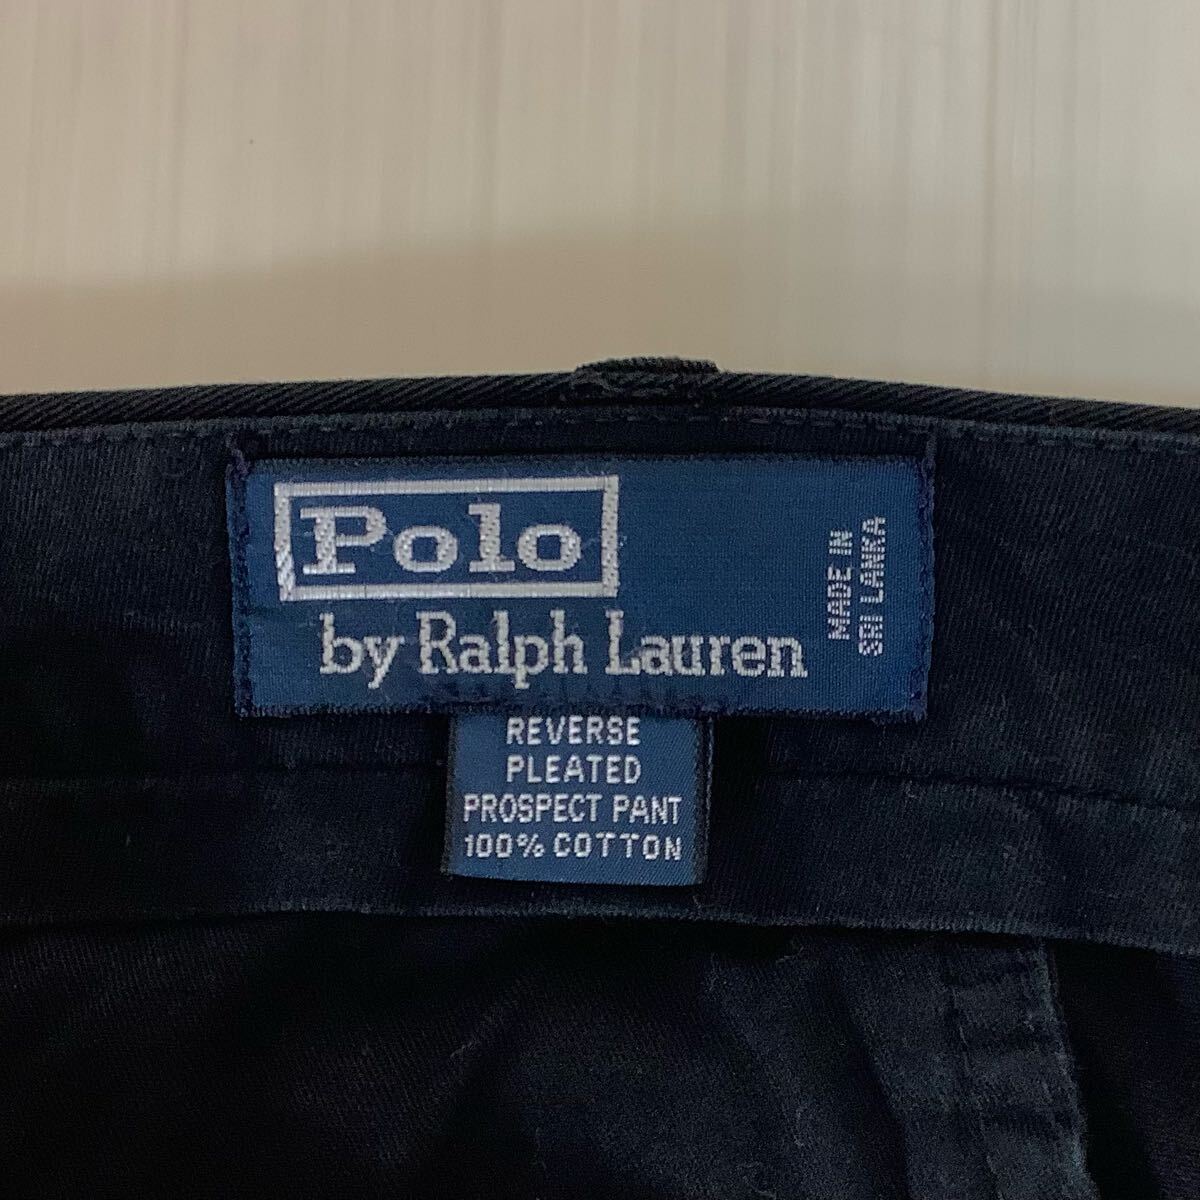 Polo
by Ralph Lauren
MADE IN
SRI LANKA
REVERSE
PLEATED
PROSPECT PANT
100% COTTON